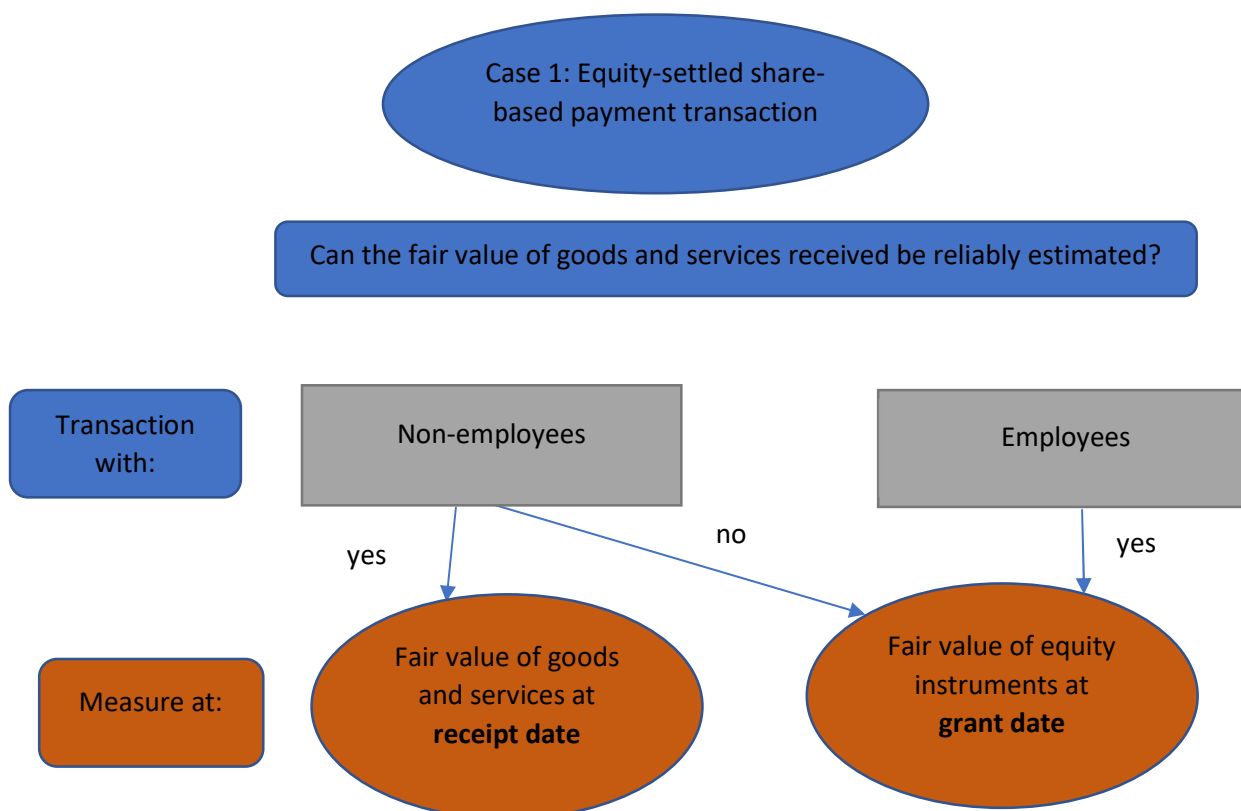 Case 1: Equity-settled share-
based payment transaction
Can the fair value of goods and services received be reliably estimated?
Transaction
with:
Non-employees
Employees
yes
no
yes
Measure at:
Fair value of goods
and services at
receipt date
Fair value of equity
instruments at
grant date